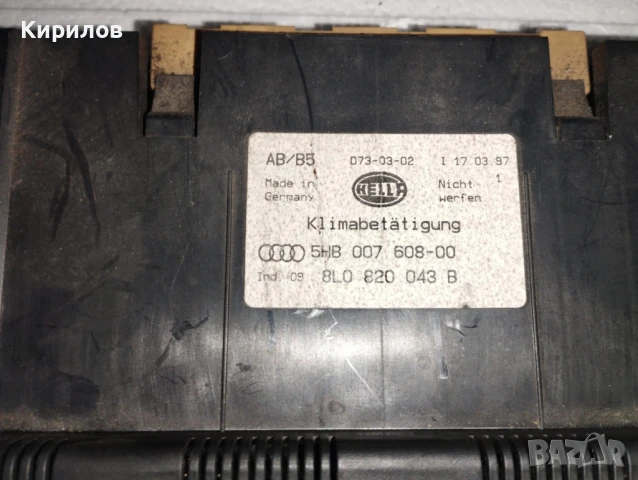 Кирилов
AB/B5 073-03-02 I 17.03.97
Made in Germany HELLA Nicht werfen 1
Klimabetätigung
5HB 007 608-00
Ind. 09 8L0 820 043 B
BAZAR